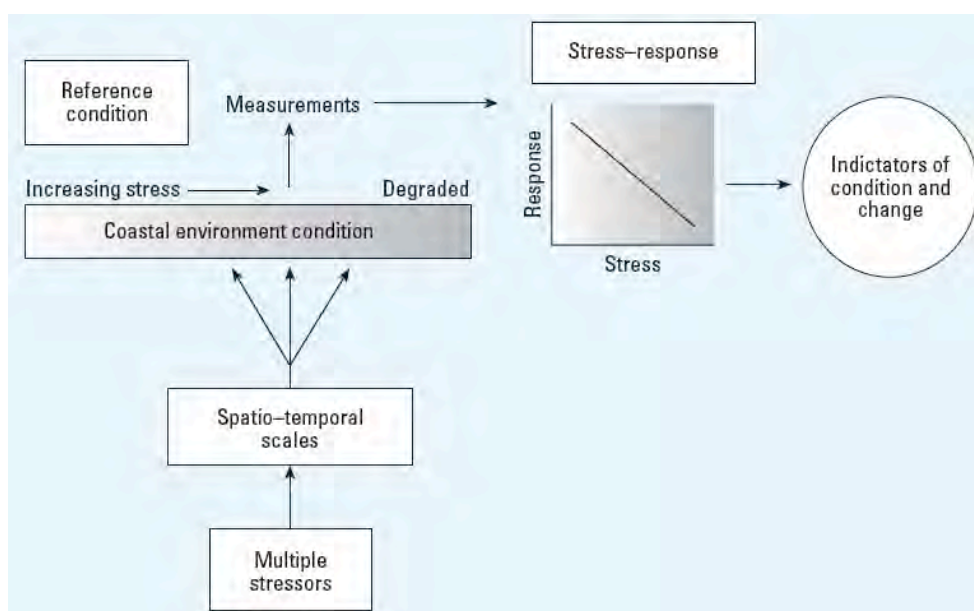 Reference
condition
Measurements
Stress–response
Increasing stress
Degraded
Coastal environment condition
Response
Stress
Indictators of
condition and
change
Spatio–temporal
scales
Multiple
stressors